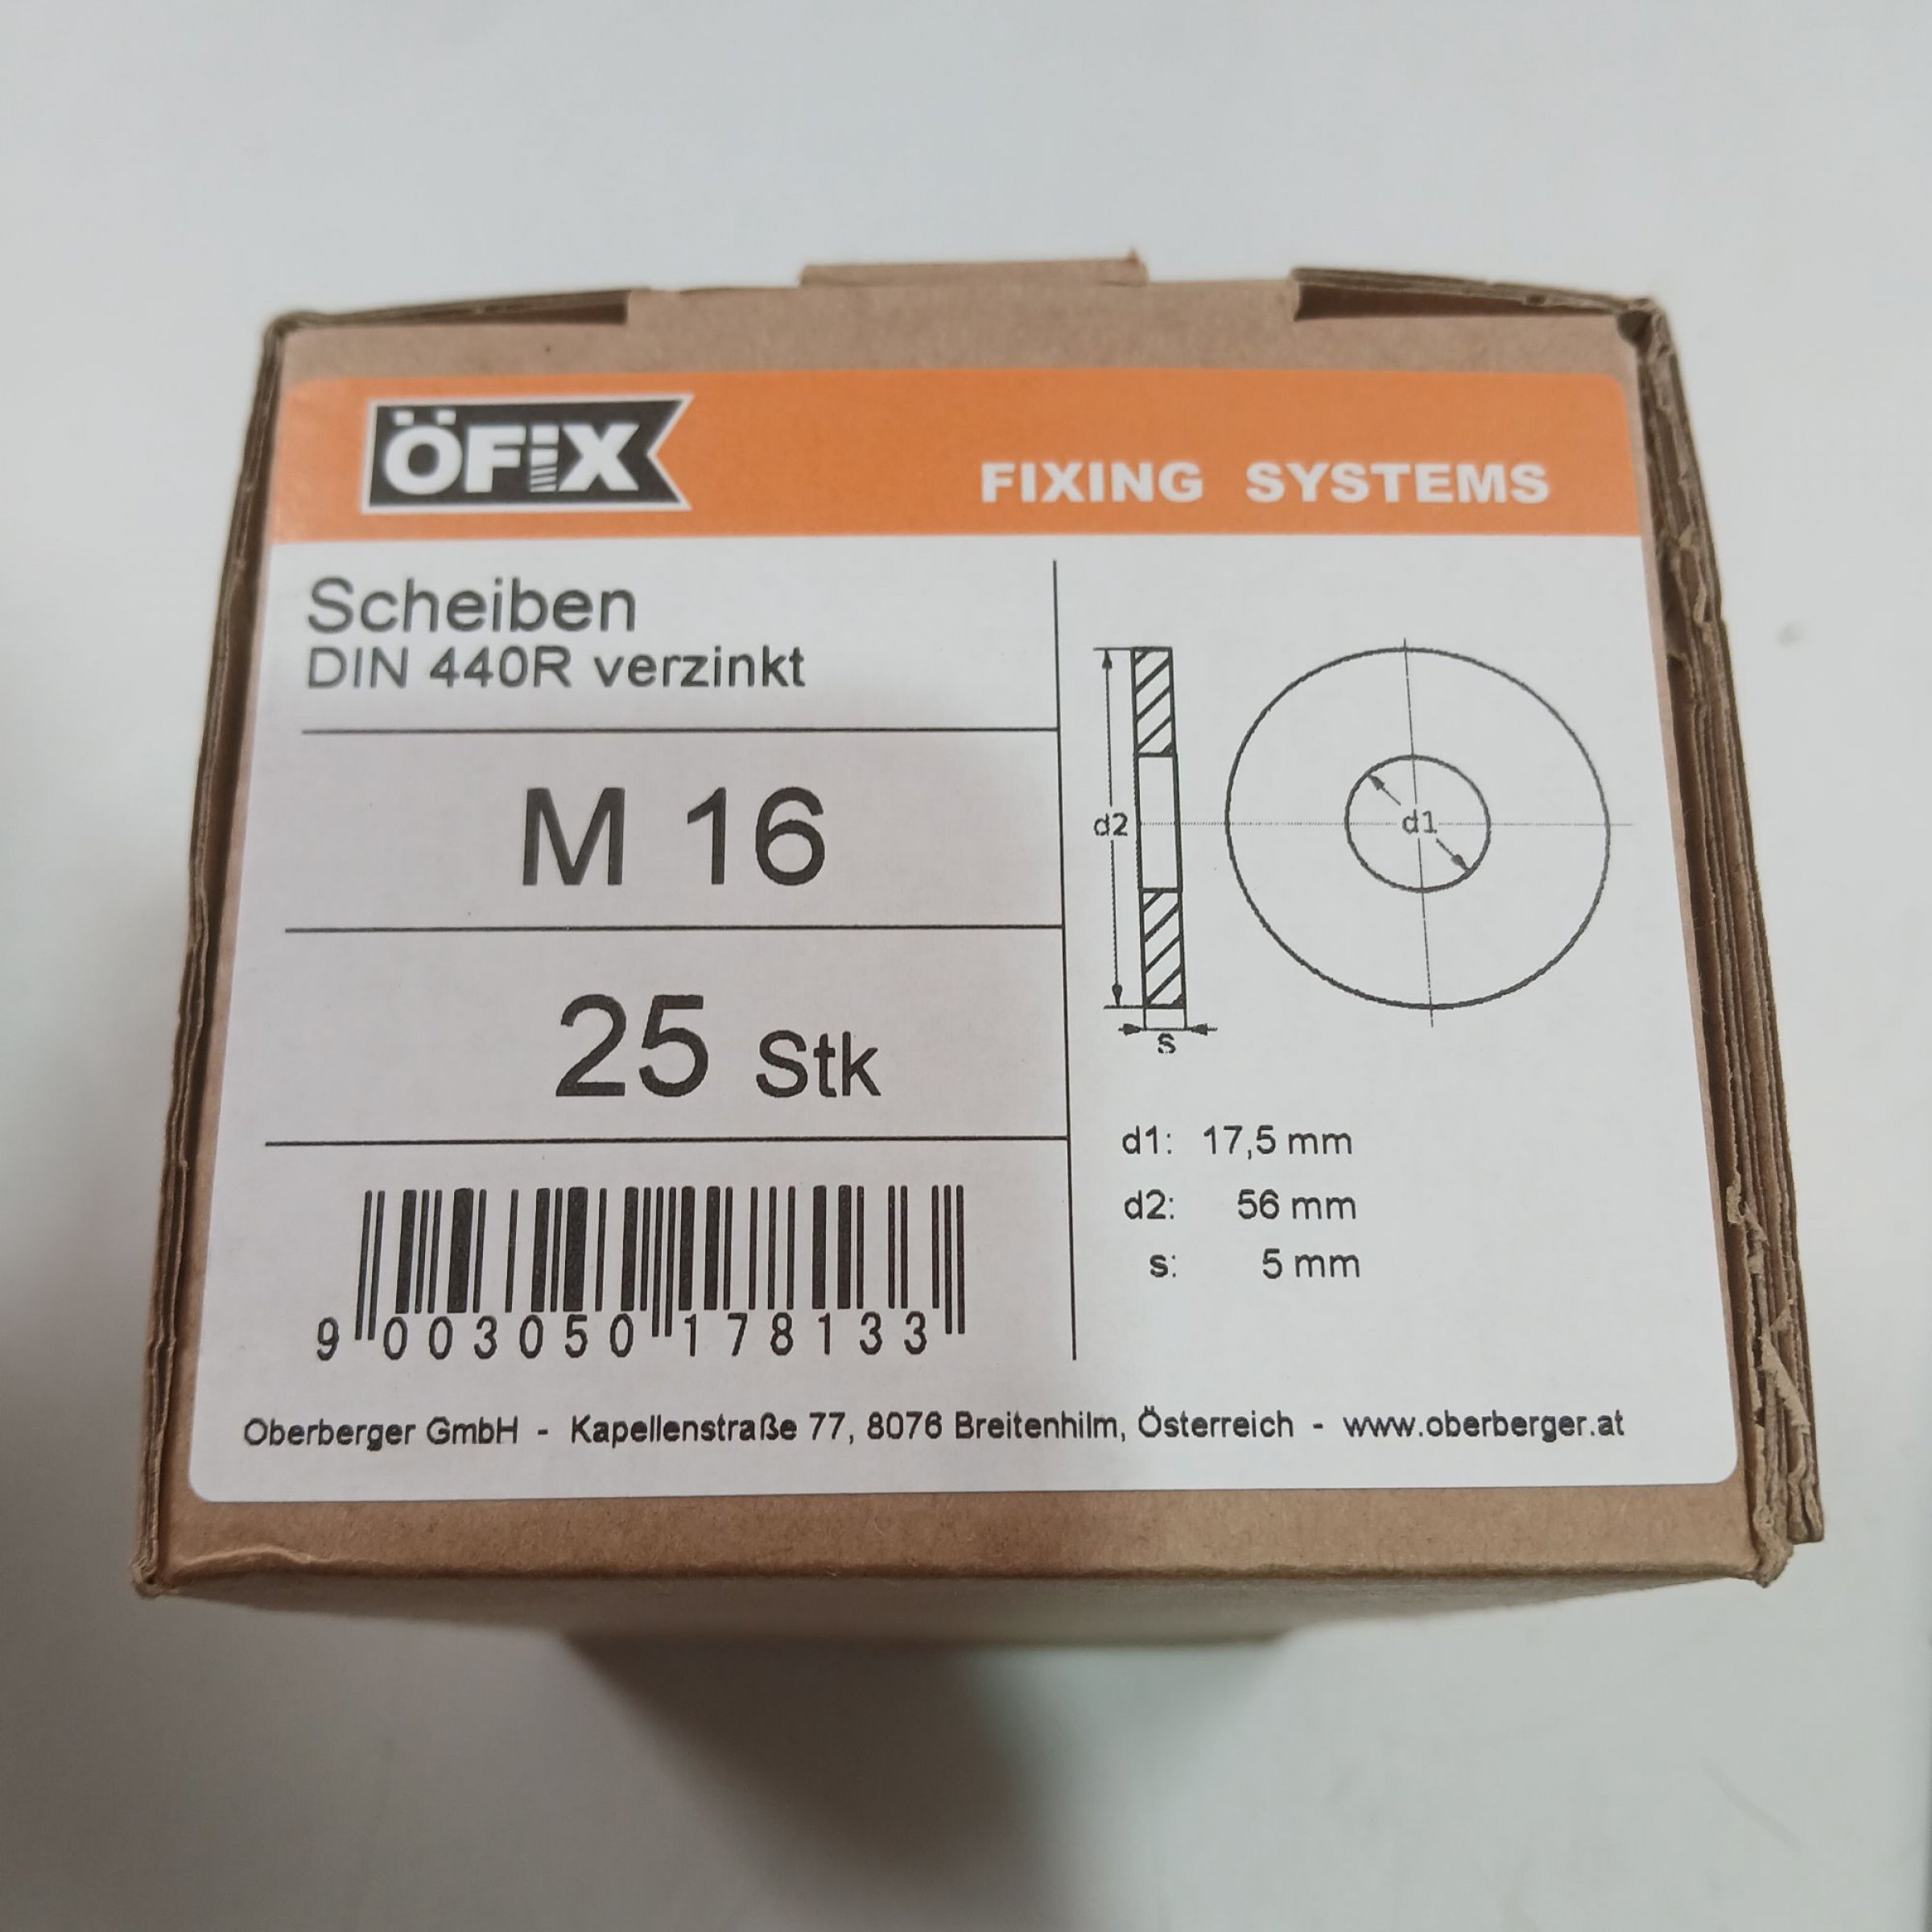 ÖFiX
FIXING SYSTEMS
Scheiben
DIN 440R verzinkt
M 16
25 Stk
9 003050 178133
d2
d1
s
d1: 17,5 mm
d2: 56 mm
s: 5 mm
Oberberger GmbH - Kapellenstraße 77, 8076 Breitenhilm, Österreich - www.oberberger.at